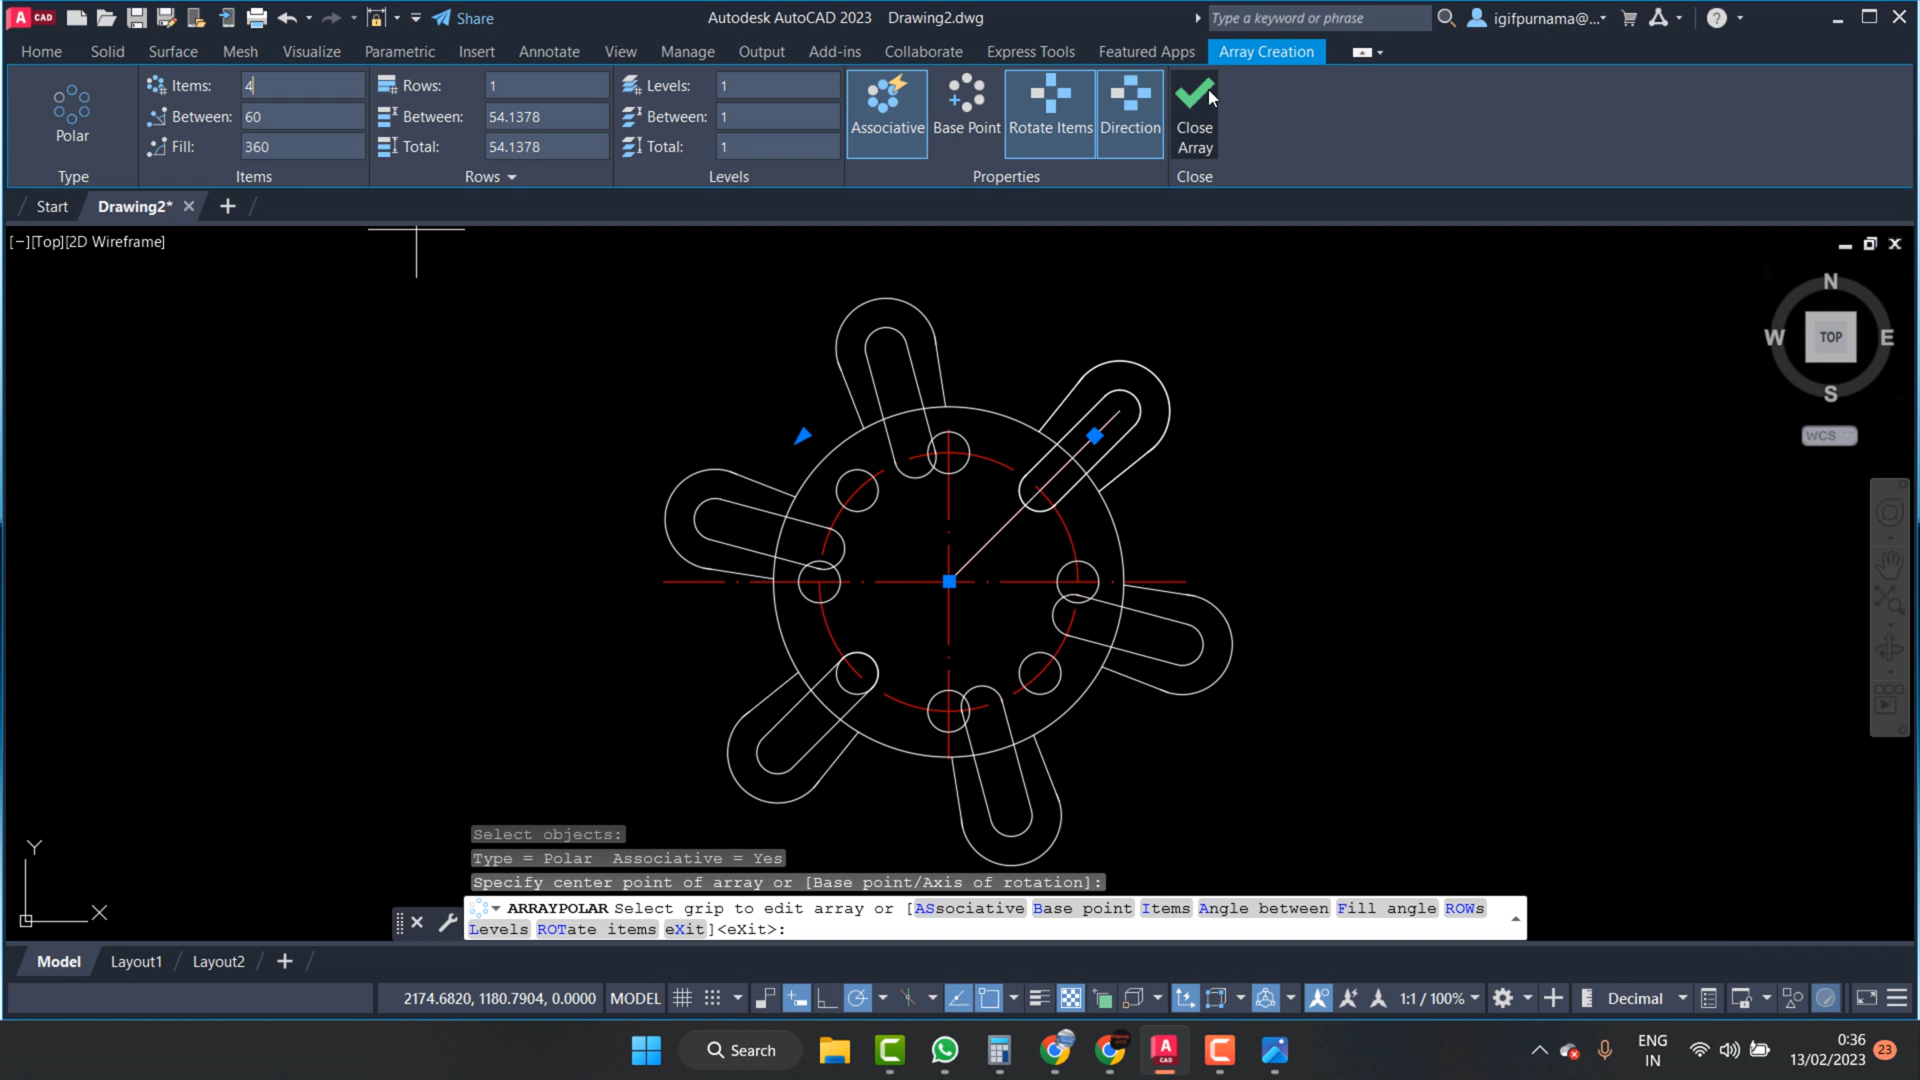 A CAD
Share
Autodesk AutoCAD 2023 Drawing2.dwg
Type a keyword or phrase
igifpurnama@...
Home Solid Surface Mesh Visualize Parametric Insert Annotate View Manage Output Add-ins Collaborate Express Tools Featured Apps Array Creation
Polar
Type
Items: 4
Between: 60
Fill: 360
Items
Rows: 1
Between: 54.1378
Total: 54.1378
Rows
Levels: 1
Between: 1
Total: 1
Levels
Associative
Base Point
Rotate Items
Direction
Properties
Close
Array
Close
Start Drawing2*
[−][Top][2D Wireframe]
N
W TOP E
S
WCS
Y
X
Select objects:
Type = Polar Associative = Yes
Specify center point of array or [Base point/Axis of rotation]:
ARRAYPOLAR Select grip to edit array or [ASsociative Base point Items Angle between Fill angle ROWs
Levels ROTate items eXit]<eXit>:
Model Layout1 Layout2
2174.6820, 1180.7904, 0.0000 MODEL 1:1 / 100% Decimal
Search
ENG
IN
0:36
13/02/2023
23